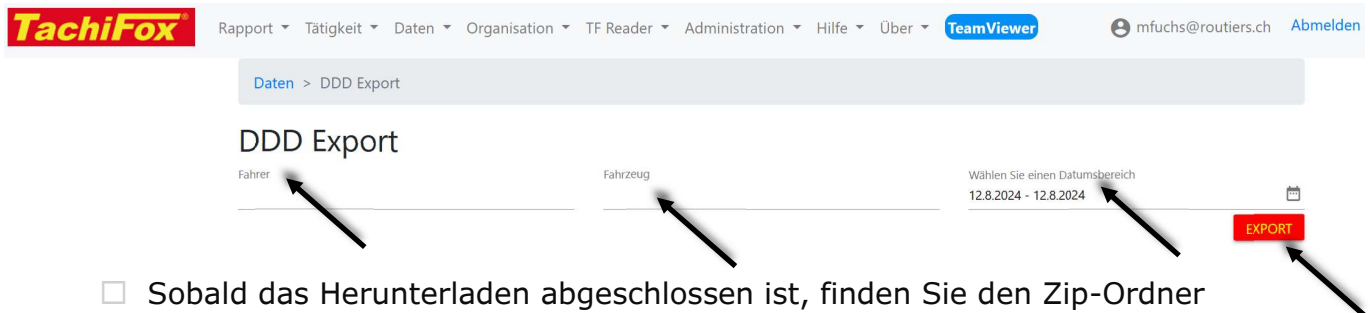 TachiFox® Rapport Tätigkeit Daten Organisation TF Reader Administration Hilfe Über TeamViewer mfuchs@routiers.ch Abmelden
Daten > DDD Export
DDD Export
Fahrer Fahrzeug Wählen Sie einen Datumsbereich
12.8.2024 - 12.8.2024
EXPORT
Sobald das Herunterladen abgeschlossen ist, finden Sie den Zip-Ordner